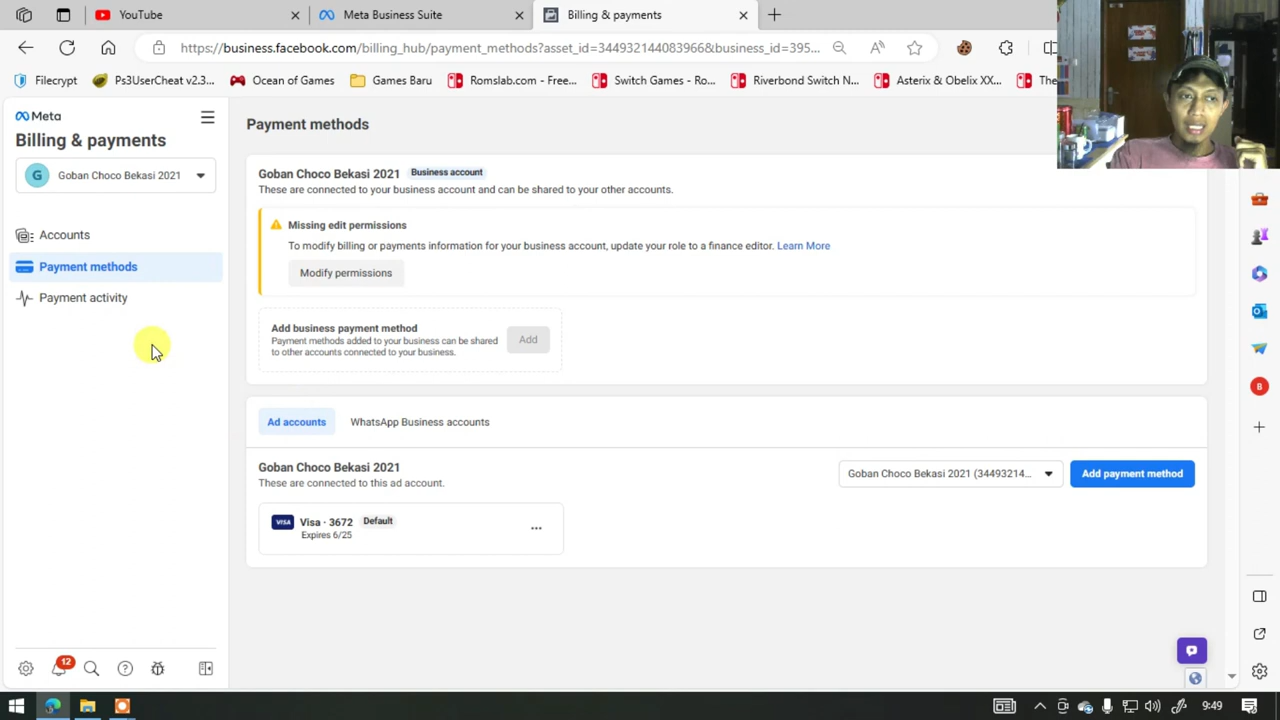 YouTube
Meta Business Suite
Billing & payments
https://business.facebook.com/billing_hub/payment_methods?asset_id=344932144083966&business_id=395...
Filecrypt
Ps3UserCheat v2.3...
Ocean of Games
Games Baru
Romslab.com - Free...
Switch Games - Ro...
Riverbond Switch N...
Asterix & Obelix XX...
The
Meta
Billing & payments
G
Goban Choco Bekasi 2021
Accounts
Payment methods
Payment activity
12
Payment methods
Goban Choco Bekasi 2021 Business account
These are connected to your business account and can be shared to your other accounts.
Missing edit permissions
To modify billing or payments information for your business account, update your role to a finance editor. Learn More
Modify permissions
Add business payment method
Payment methods added to your business can be shared
to other accounts connected to your business.
Add
Ad accounts
WhatsApp Business accounts
Goban Choco Bekasi 2021
These are connected to this ad account.
Goban Choco Bekasi 2021 (34493214...
Add payment method
VISA
Visa · 3672 Default
Expires 6/25
B
9:49